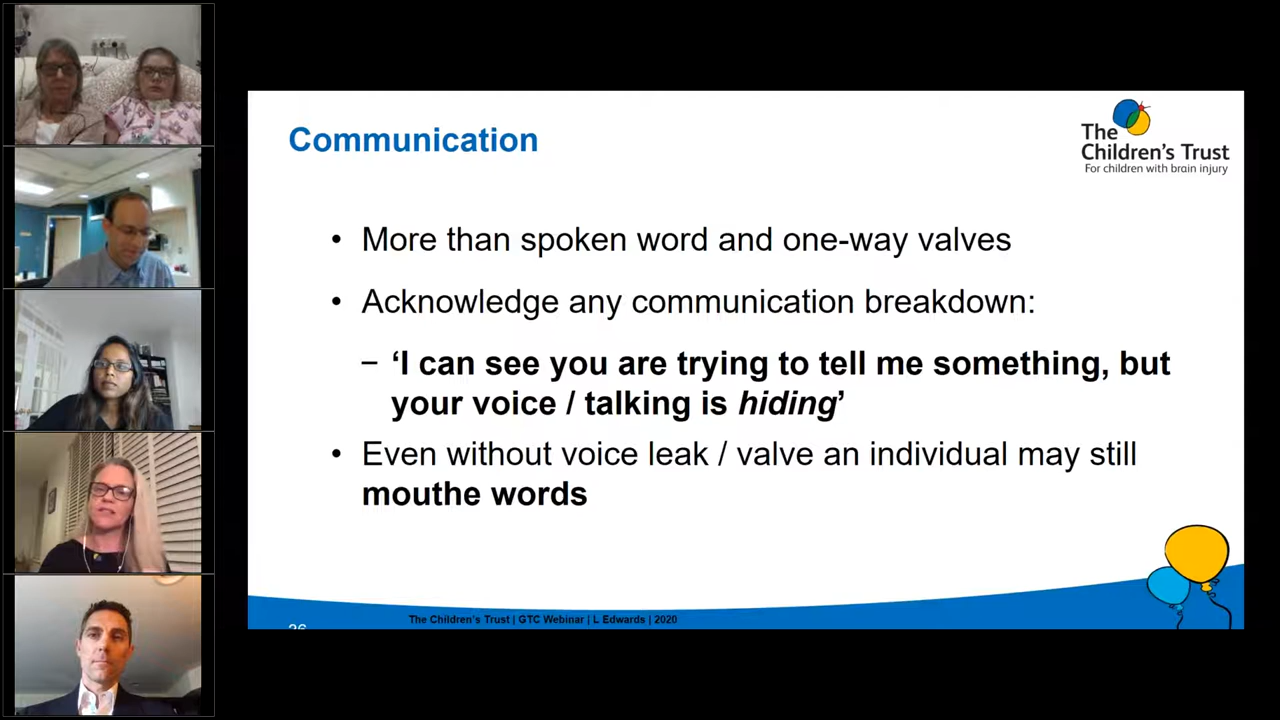 Communication
The
Children's Trust
For children with brain injury
• More than spoken word and one-way valves
• Acknowledge any communication breakdown:
– ‘I can see you are trying to tell me something, but
your voice / talking is hiding’
• Even without voice leak / valve an individual may still
mouthe words
The Children's Trust | GTC Webinar | L Edwards | 2020